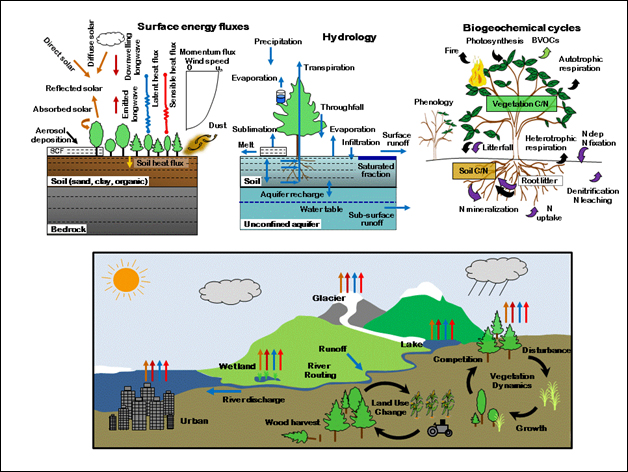 Surface energy fluxes
Direct solar
Diffuse solar
Downwelling
longwave
Reflected solar
Absorbed solar
Emitted
longwave
Latent heat flux
Sensible heat flux
Momentum flux
Wind speed
0
u
Dust
Aerosol
deposition
SCF
Soil heat flux
Soil (sand, clay, organic)
Bedrock
Hydrology
Precipitation
Transpiration
Evaporation
Throughfall
Sublimation
Evaporation
Melt
Infiltration
Surface
runoff
Saturated
fraction
Soil
Aquifer recharge
Water table
Sub-surface
runoff
Unconfined aquifer
Biogeochemical cycles
Photosynthesis
BVOCs
Fire
Autotrophic
respiration
Vegetation C/N
Phenology
Litterfall
Heterotrophic
respiration
N dep
N fixation
Soil C/N
Root litter
Denitrification
N leaching
N mineralization
N
uptake
Glacier
Lake
Runoff
River
Routing
Wetland
River discharge
Urban
Land Use
Change
Wood harvest
Competition
Disturbance
Vegetation
Dynamics
Growth